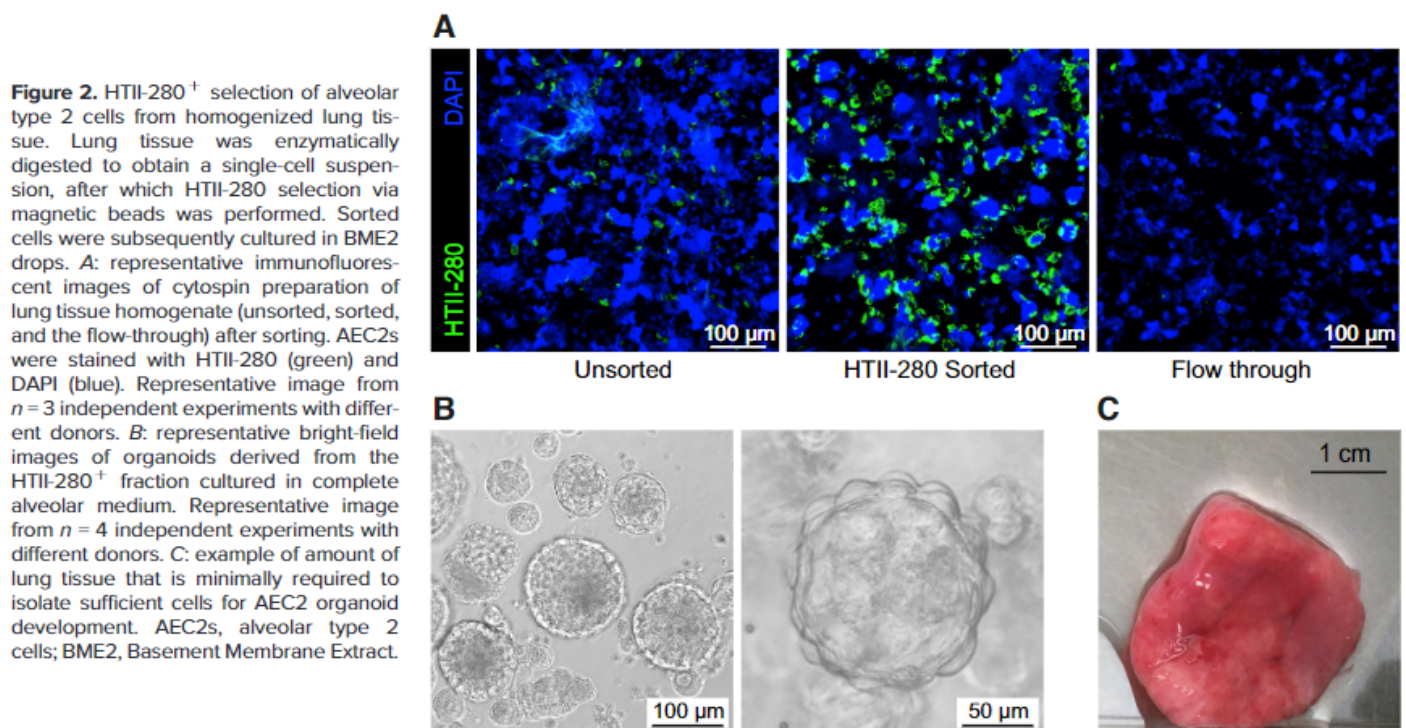 Figure 2. HTII-280⁺ selection of alveolar
type 2 cells from homogenized lung tis-
sue. Lung tissue was enzymatically
digested to obtain a single-cell suspen-
sion, after which HTII-280 selection via
magnetic beads was performed. Sorted
cells were subsequently cultured in BME2
drops. A: representative immunofluores-
cent images of cytospin preparation of
lung tissue homogenate (unsorted, sorted,
and the flow-through) after sorting. AEC2s
were stained with HTII-280 (green) and
DAPI (blue). Representative image from
n = 3 independent experiments with differ-
ent donors. B: representative bright-field
images of organoids derived from the
HTII-280⁺ fraction cultured in complete
alveolar medium. Representative image
from n = 4 independent experiments with
different donors. C: example of amount of
lung tissue that is minimally required to
isolate sufficient cells for AEC2 organoid
development. AEC2s, alveolar type 2
cells; BME2, Basement Membrane Extract.
A
HTII-280 DAPI
100 µm
100 µm
100 µm
Unsorted
HTII-280 Sorted
Flow through
B
100 µm
50 µm
C
1 cm